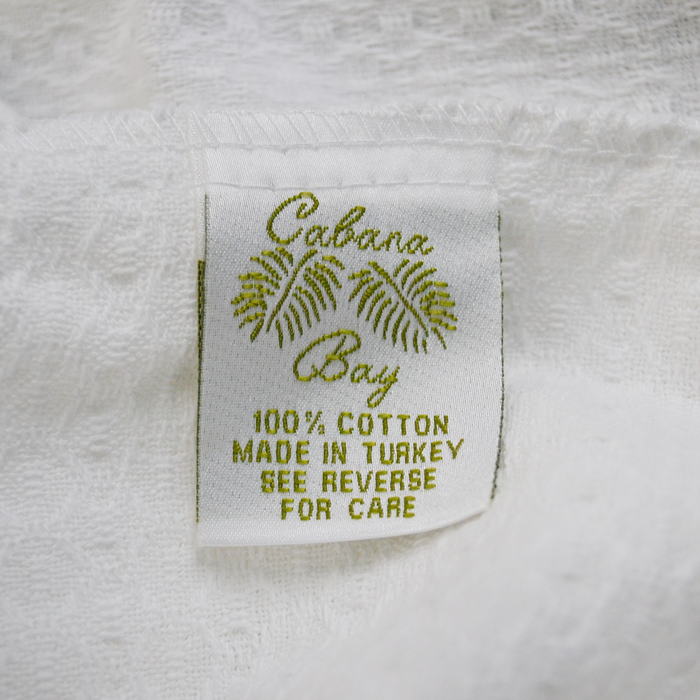 Cabana
Bay
100% COTTON
MADE IN TURKEY
SEE REVERSE
FOR CARE